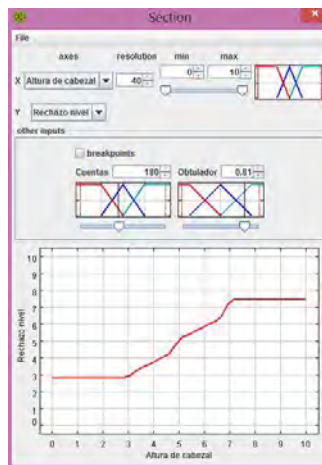 Section
File
axes resolution min max
X Altura de cabezal 40 0 10
Y Rechazo nivel
other inputs
breakpoints
Cuentas 180 Obtulador 0.81
10
9
8
7
6
5
4
3
2
1
0
Rechazo nivel
0 1 2 3 4 5 6 7 8 9 10
Altura de cabezal